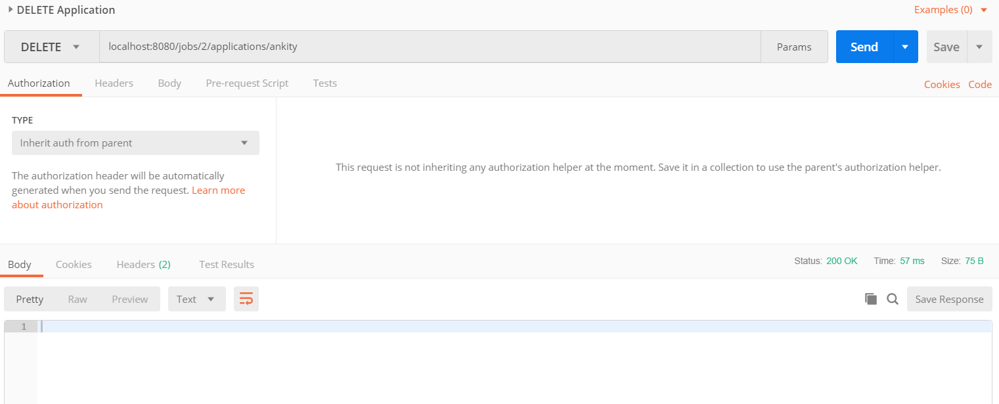 DELETE Application
Examples (0)
DELETE
localhost:8080/jobs/2/applications/ankity
Params
Send
Save
Authorization Headers Body Pre-request Script Tests
Cookies Code
TYPE
Inherit auth from parent
The authorization header will be automatically
generated when you send the request. Learn more
about authorization
This request is not inheriting any authorization helper at the moment. Save it in a collection to use the parent's authorization helper.
Body Cookies Headers (2) Test Results
Status: 200 OK Time: 57 ms Size: 75 B
Pretty Raw Preview
Text
Save Response
1